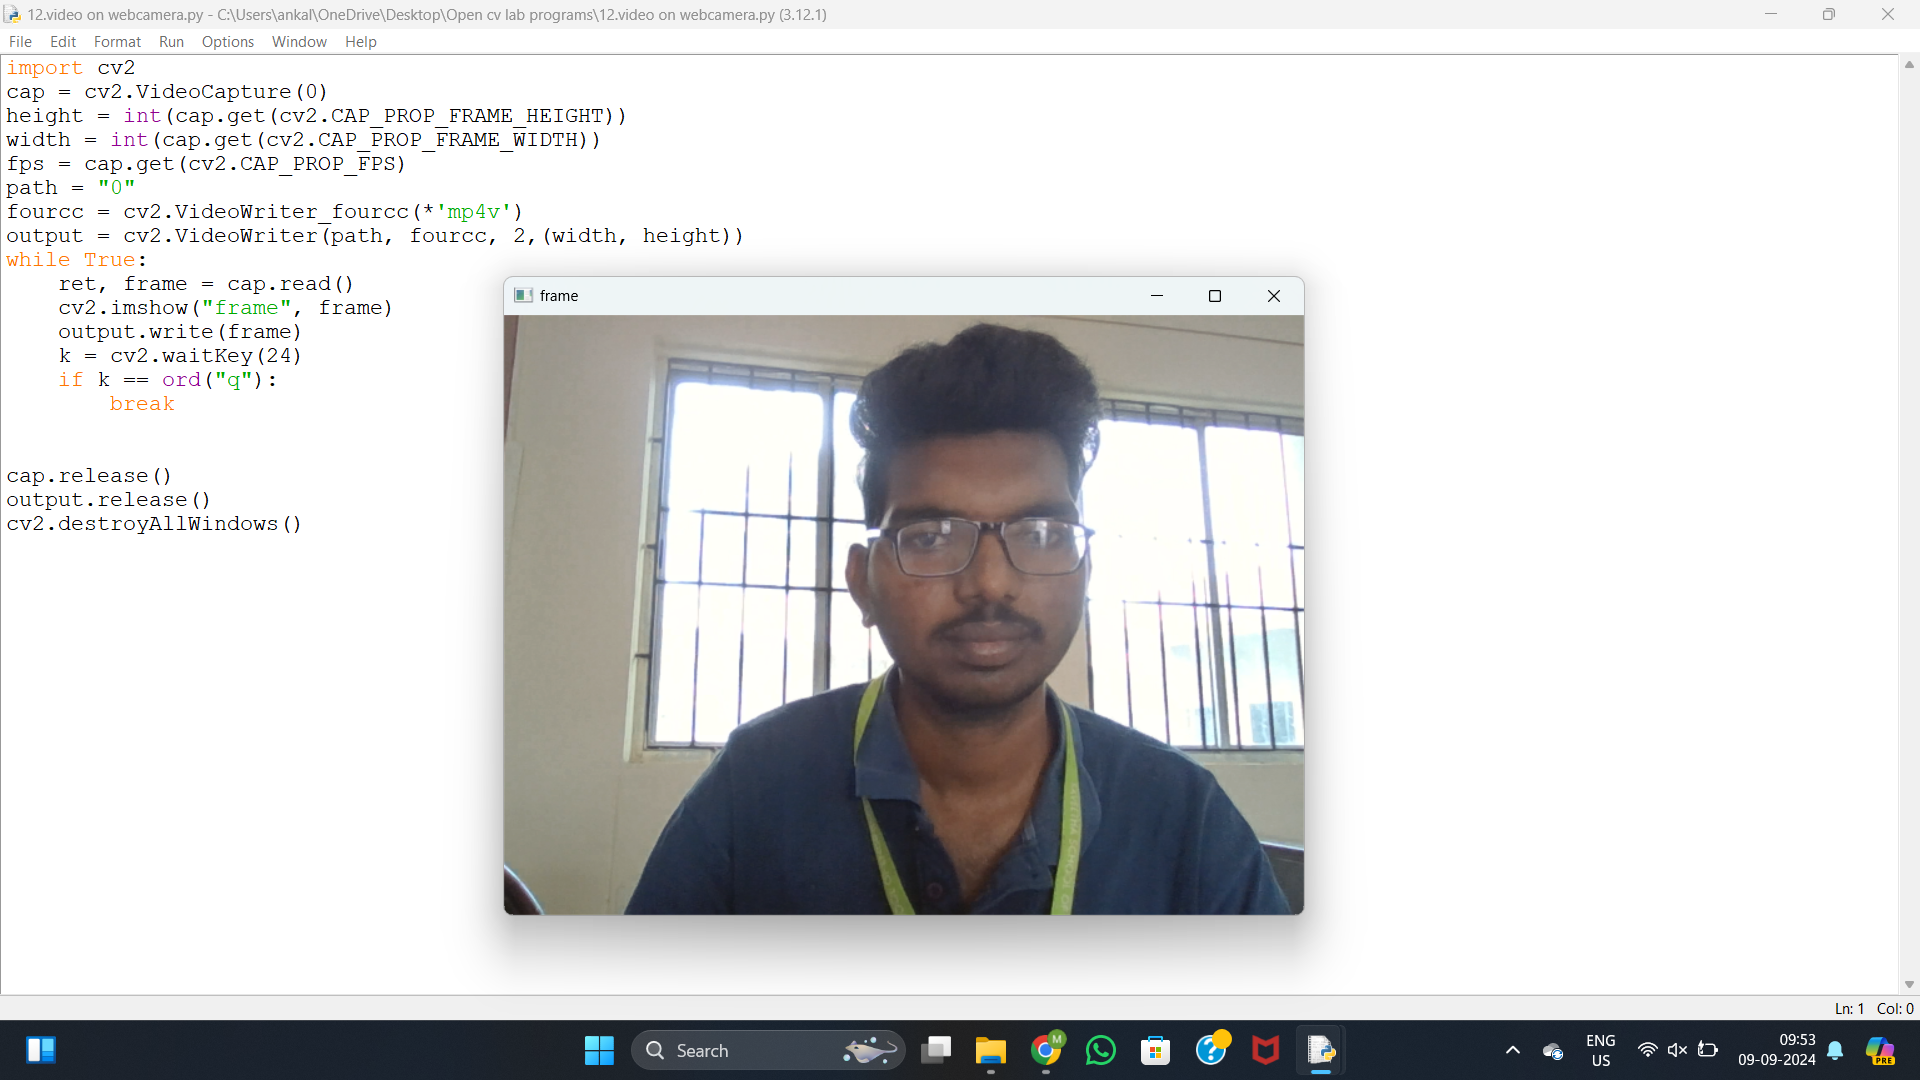 12.video on webcamera.py - C:\Users\ankal\OneDrive\Desktop\Open cv lab programs\12.video on webcamera.py (3.12.1)
File Edit Format Run Options Window Help
import cv2
cap = cv2.VideoCapture(0)
height = int(cap.get(cv2.CAP_PROP_FRAME_HEIGHT))
width = int(cap.get(cv2.CAP_PROP_FRAME_WIDTH))
fps = cap.get(cv2.CAP_PROP_FPS)
path = "0"
fourcc = cv2.VideoWriter_fourcc(*'mp4v')
output = cv2.VideoWriter(path, fourcc, 2,(width, height))
while True:
    ret, frame = cap.read()
    cv2.imshow("frame", frame)
    output.write(frame)
    k = cv2.waitKey(24)
    if k == ord("q"):
        break
cap.release()
output.release()
cv2.destroyAllWindows()
frame
Ln: 1 Col: 0
Search
M
ENG
US
09:53
09-09-2024
PRE